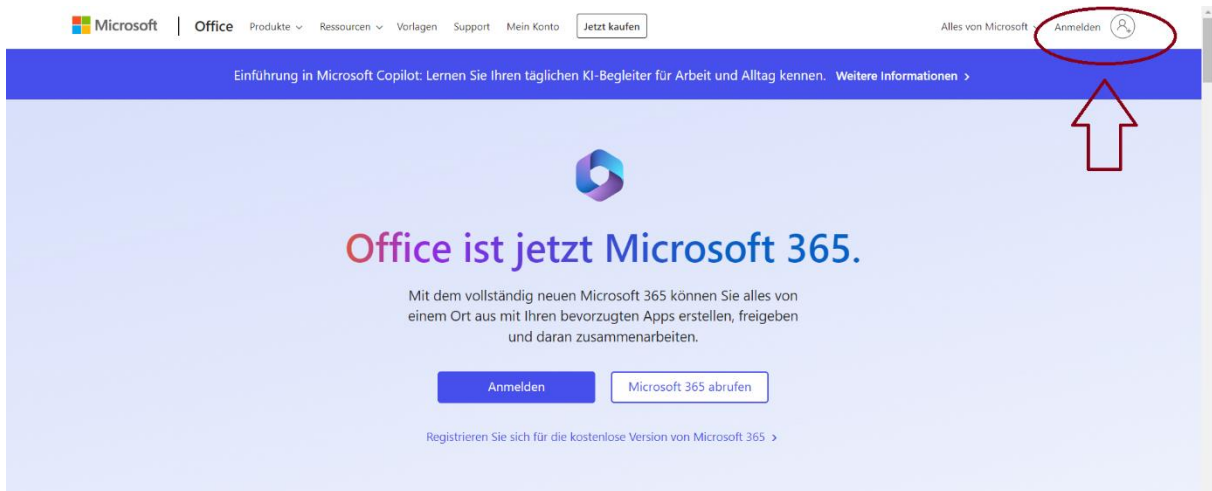 Microsoft Office Produkte Ressourcen Vorlagen Support Mein Konto Jetzt kaufen Alles von Microsoft Anmelden
Einführung in Microsoft Copilot: Lernen Sie Ihren täglichen KI-Begleiter für Arbeit und Alltag kennen. Weitere Informationen >
Office ist jetzt Microsoft 365.
Mit dem vollständig neuen Microsoft 365 können Sie alles von
einem Ort aus mit Ihren bevorzugten Apps erstellen, freigeben
und daran zusammenarbeiten.
Anmelden Microsoft 365 abrufen
Registrieren Sie sich für die kostenlose Version von Microsoft 365 >